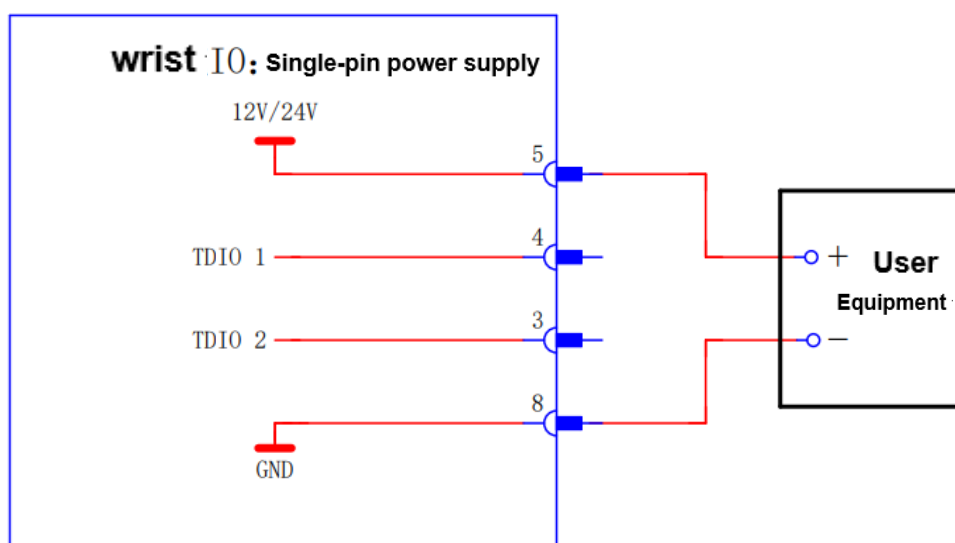 wrist IO: Single-pin power supply
12V/24V
5
4
TDIO 1
+ User
Equipment
3
TDIO 2
−
8
GND